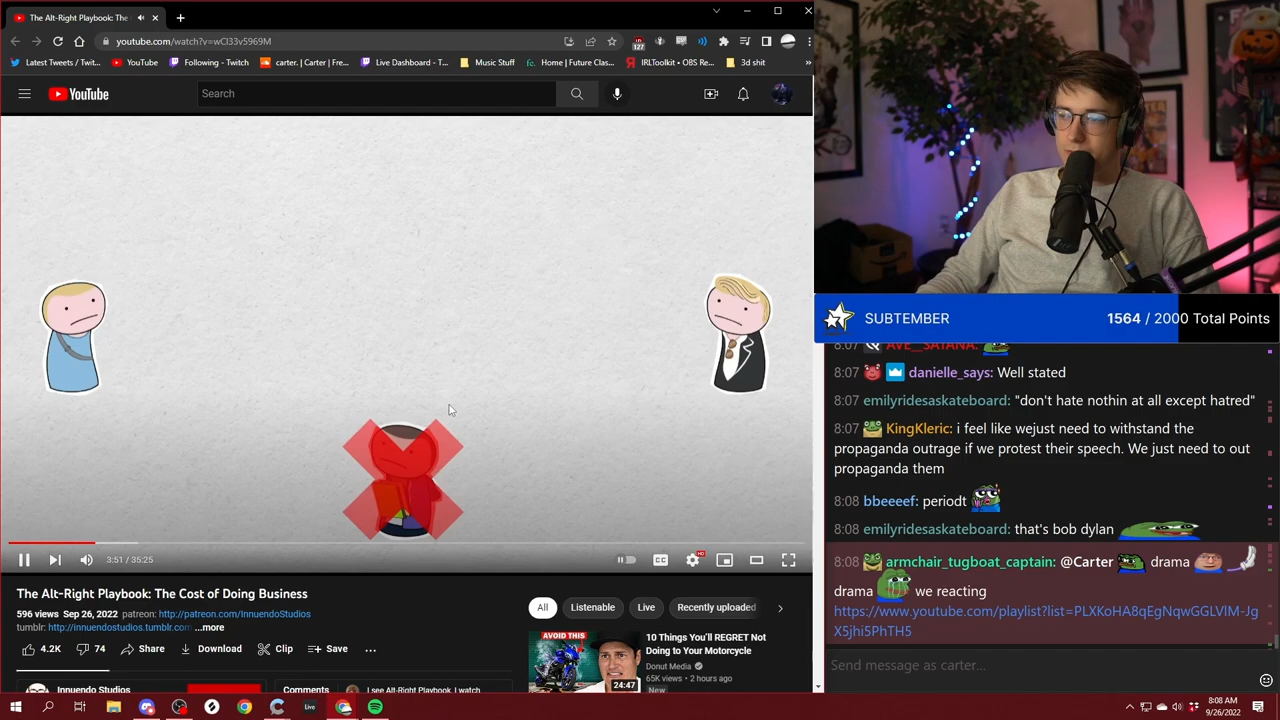 The Alt-Right Playbook: The
youtube.com/watch?v=wCl33v5969M
127
Latest Tweets / Twit...
YouTube
Following - Twitch
carter. | Carter | Fre...
Live Dashboard - T...
Music Stuff
Home | Future Clas...
IRLToolkit • OBS Re...
3d shit
YouTube
Search
3:51 / 35:25
CC
HD
The Alt-Right Playbook: The Cost of Doing Business
596 views Sep 26, 2022 patreon: http://patreon.com/InnuendoStudios
tumblr: http://innuendostudios.tumblr.com ...more
4.2K
74
Share
Download
Clip
Save
Innuendo Studios
Comments
I see Alt-Right Playbook, I watch
All
Listenable
Live
Recently uploaded
AVOID THIS
24:47
10 Things You'll REGRET Not
Doing to Your Motorcycle
Donut Media
65K views • 2 hours ago
New
SUBTEMBER
1564 / 2000 Total Points
8:07 AVE__SATANA:
8:07 danielle_says: Well stated
8:07 emilyridesaskateboard: "don't hate nothin at all except hatred"
8:07 KingKleric: i feel like wejust need to withstand the
propaganda outrage if we protest their speech. We just need to out
propaganda them
8:08 bbeeeef: periodt
8:08 emilyridesaskateboard: that's bob dylan
8:08 armchair_tugboat_captain: @Carter drama
drama we reacting
https://www.youtube.com/playlist?list=PLXKoHA8qEgNqwGGLVlM-Jg
X5jhi5PhTH5
Send message as carter...
Live
8:08 AM
9/26/2022